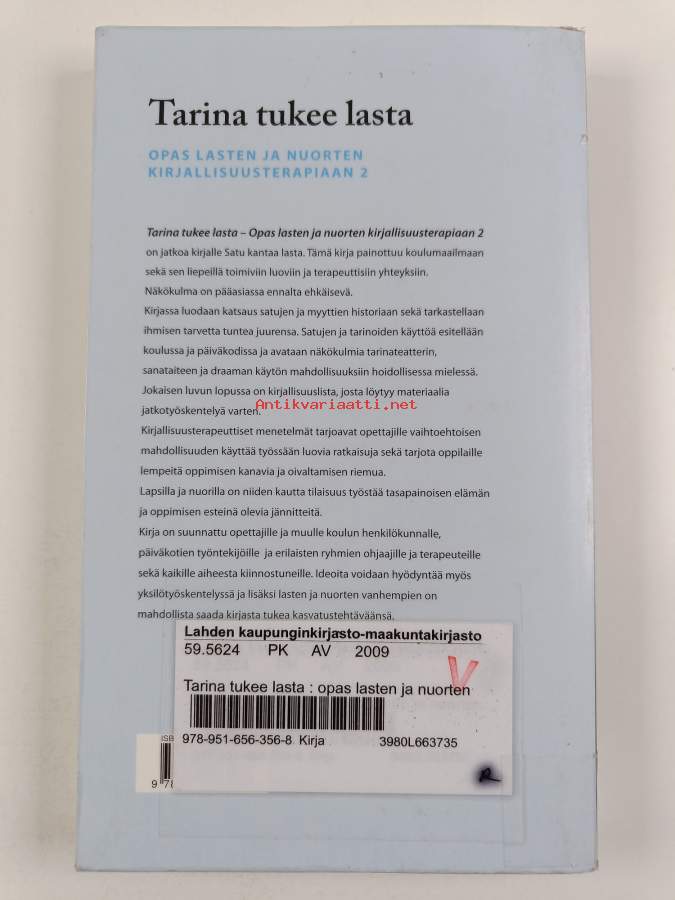 Tarina tukee lasta
OPAS LASTEN JA NUORTEN
KIRJALLISUUSTERAPIAAN 2
Tarina tukee lasta – Opas lasten ja nuorten kirjallisuusterapiaan 2
on jatkoa kirjalle Satu kantaa lasta. Tämä kirja painottuu koulumaailmaan
sekä sen liepeillä toimiviin luoviin ja terapeuttisiin yhteyksiin.
Näkökulma on pääasiassa ennalta ehkäisevä.
Kirjassa luodaan katsaus satujen ja myyttien historiaan sekä tarkastellaan
ihmisen tarvetta tuntea juurensa. Satujen ja tarinoiden käyttöä esitellään
koulussa ja päiväkodissa ja avataan näkökulmia tarinateatterin,
sanataiteen ja draaman käytön mahdollisuuksiin hoidollisessa mielessä.
Jokaisen luvun lopussa on kirjallisuuslista, josta löytyy materiaalia
jatkotyöskentelyä varten.
Antikvariaatti.net
Kirjallisuusterapeuttiset menetelmät tarjoavat opettajille vaihtoehtoisen
mahdollisuuden käyttää työssään luovia ratkaisuja sekä tarjota oppilaille
lempeitä oppimisen kanavia ja oivaltamisen riemua.
Lapsilla ja nuorilla on niiden kautta tilaisuus työstää tasapainoisen elämän
ja oppimisen esteinä olevia jännitteitä.
Kirja on suunnattu opettajille ja muulle koulun henkilökunnalle,
päiväkotien työntekijöille ja erilaisten ryhmien ohjaajille ja terapeuteille
sekä kaikille aiheesta kiinnostuneille. Ideoita voidaan hyödyntää myös
yksilötyöskentelyssä ja lisäksi lasten ja nuorten vanhempien on
mahdollista saada kirjasta tukea kasvatustehtäväänsä.
Lahden kaupunginkirjasto-maakuntakirjasto
59.5624 PK AV 2009
V
Tarina tukee lasta : opas lasten ja nuorten
978-951-656-356-8 Kirja 3980L663735
ISB
9 78
R